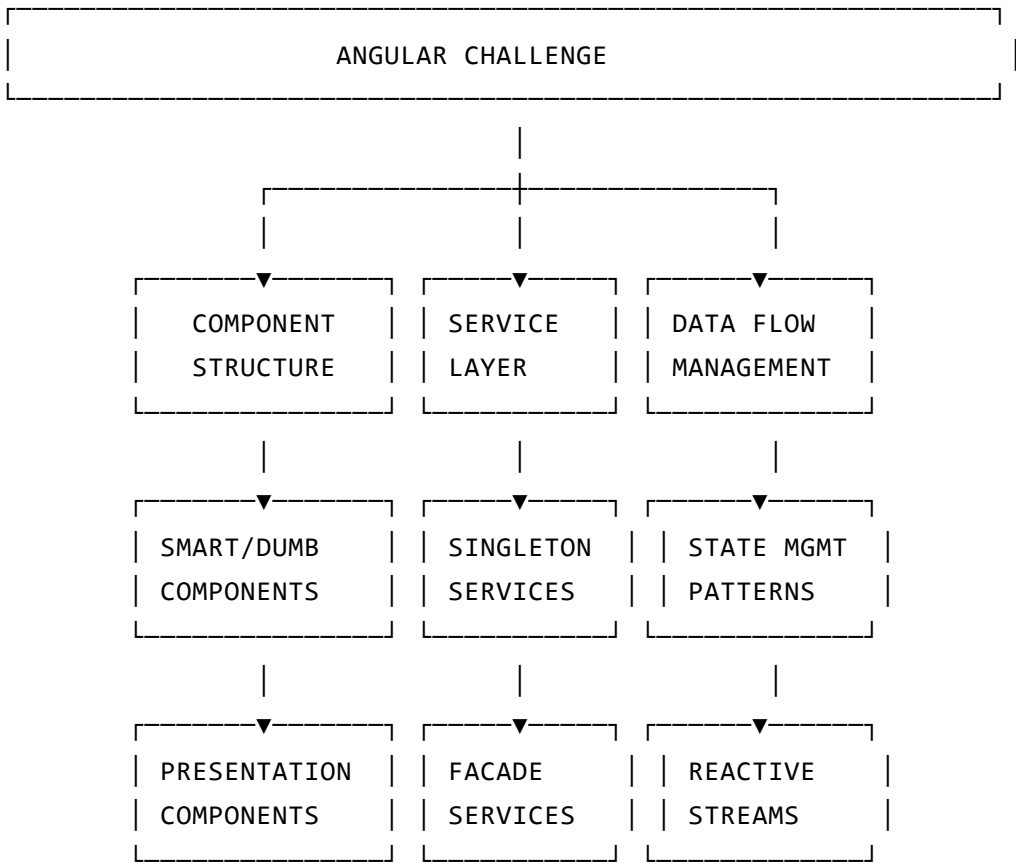 ANGULAR CHALLENGE
COMPONENT STRUCTURE
SERVICE LAYER
DATA FLOW MANAGEMENT
SMART/DUMB COMPONENTS
SINGLETON SERVICES
STATE MGMT PATTERNS
PRESENTATION COMPONENTS
FACADE SERVICES
REACTIVE STREAMS